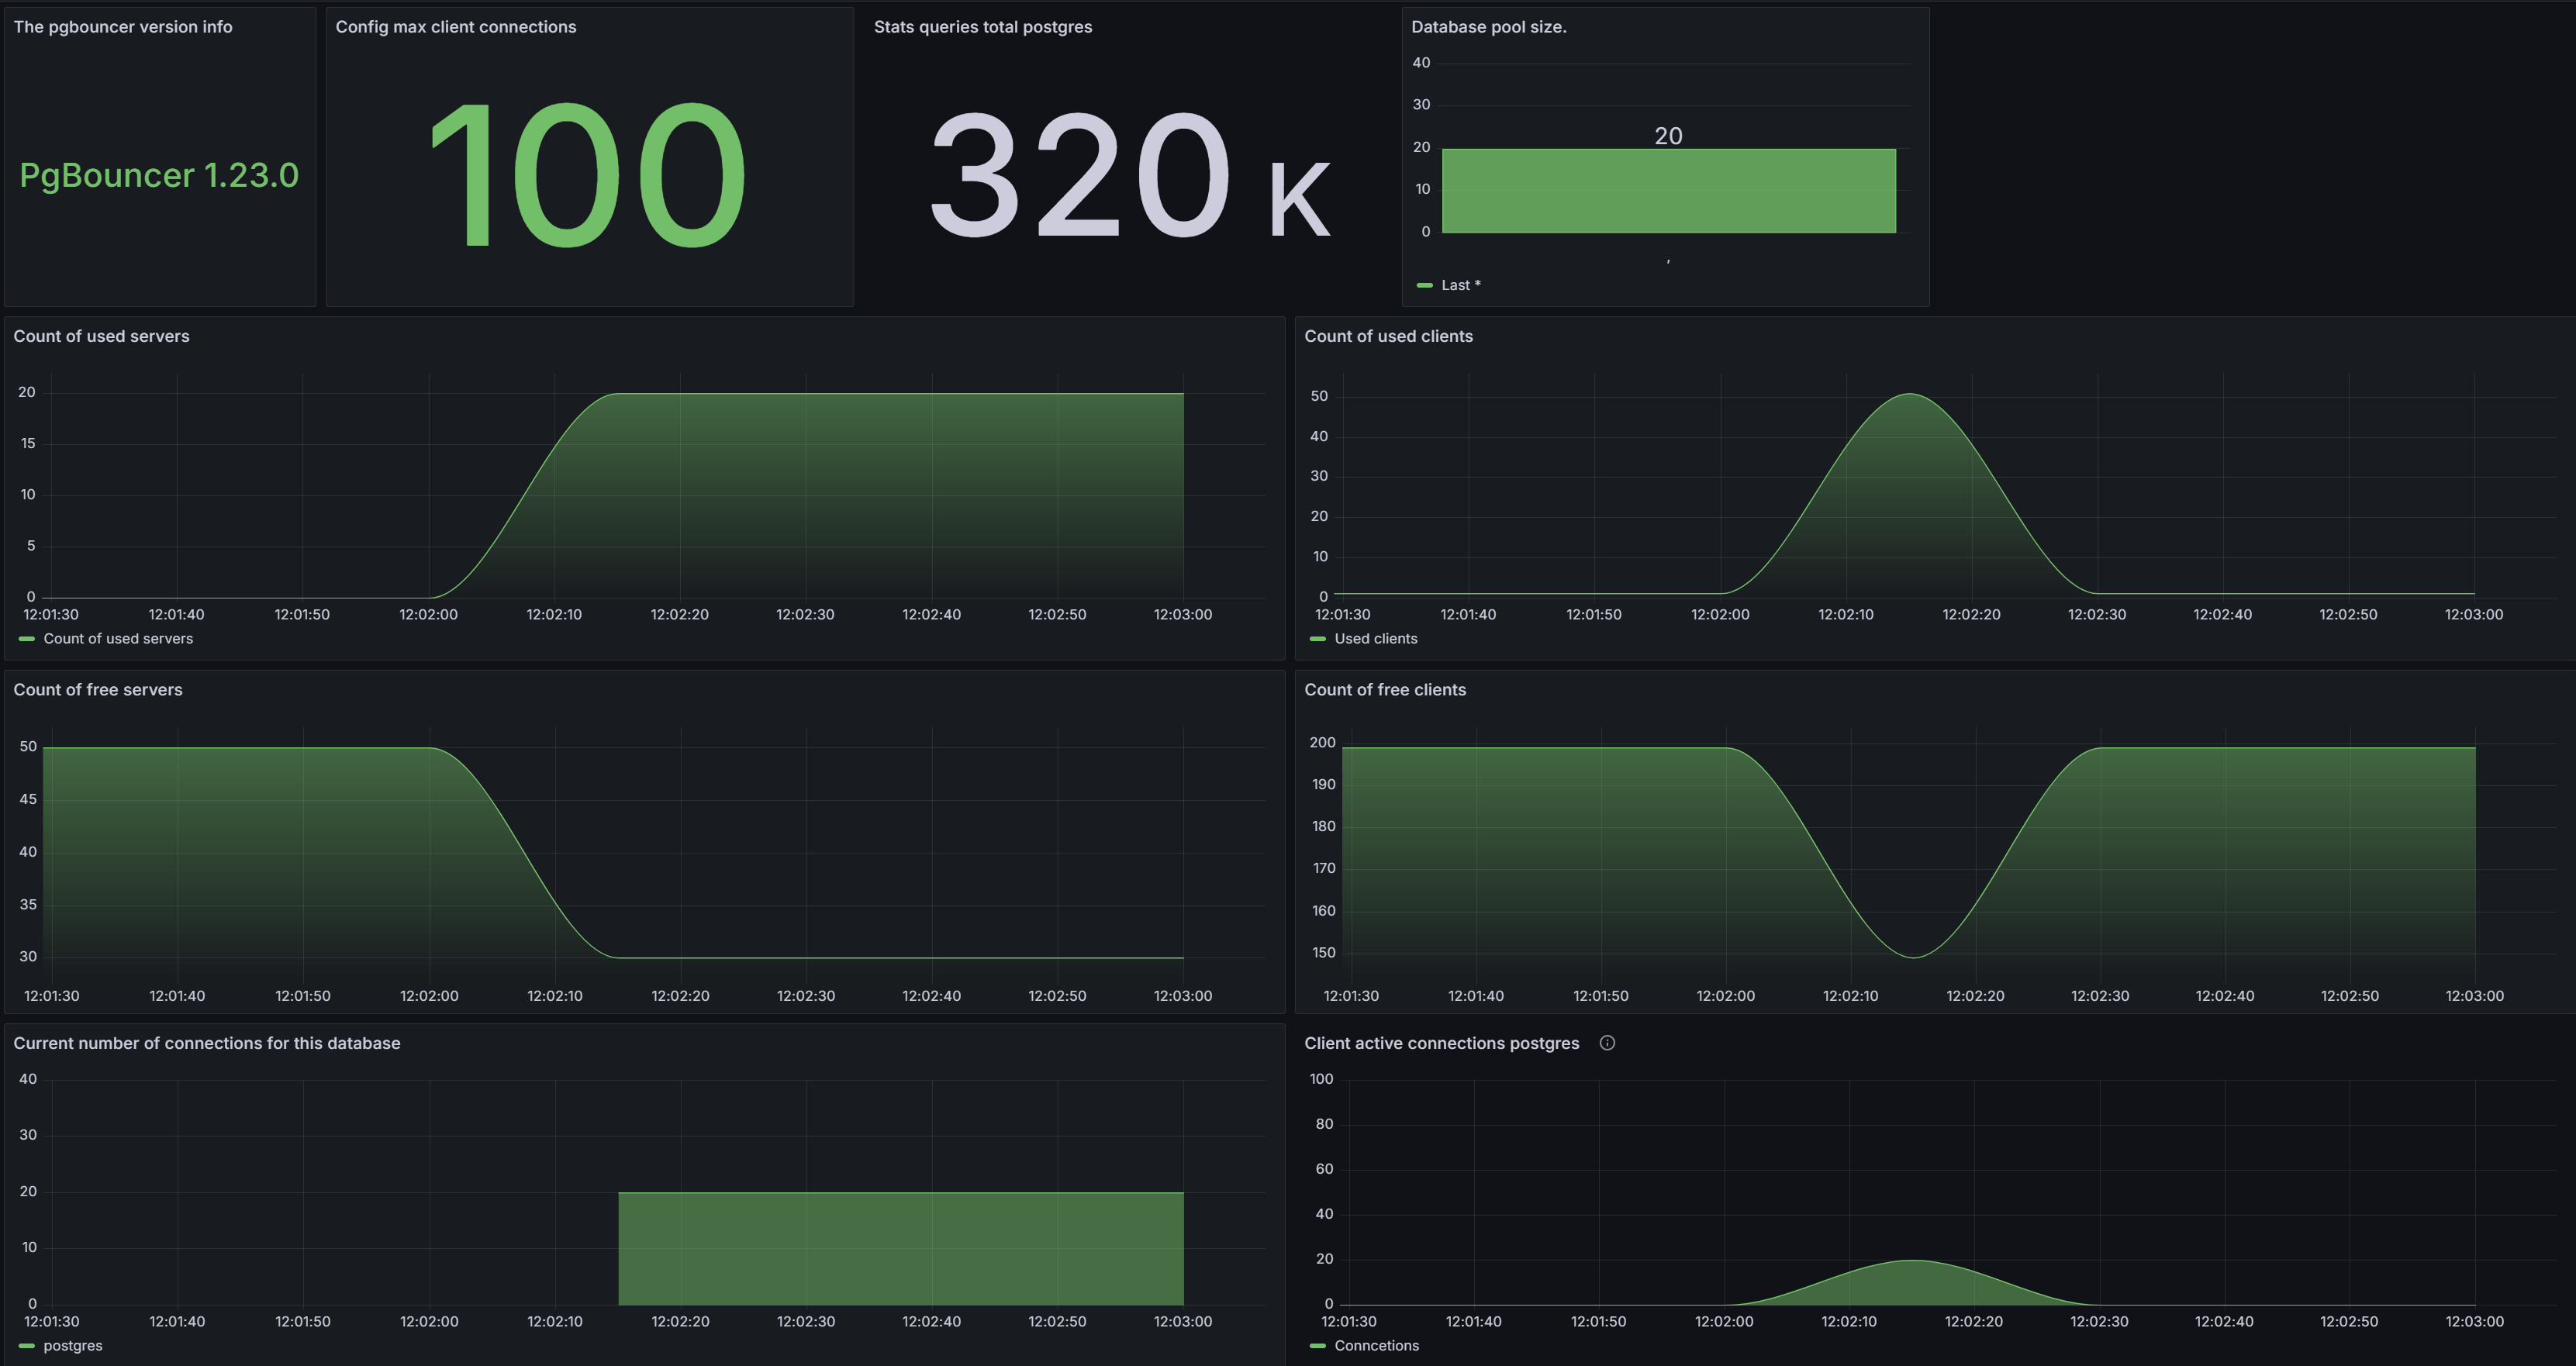 The pgbouncer version info
PgBouncer 1.23.0
Config max client connections
100
Stats queries total postgres
320 K
Database pool size.
40
30
20
20
10
0
,
Last *
Count of used servers
20
15
10
5
0
12:01:30 12:01:40 12:01:50 12:02:00 12:02:10 12:02:20 12:02:30 12:02:40 12:02:50 12:03:00
Count of used servers
Count of used clients
50
40
30
20
10
0
12:01:30 12:01:40 12:01:50 12:02:00 12:02:10 12:02:20 12:02:30 12:02:40 12:02:50 12:03:00
Used clients
Count of free servers
50
45
40
35
30
12:01:30 12:01:40 12:01:50 12:02:00 12:02:10 12:02:20 12:02:30 12:02:40 12:02:50 12:03:00
Count of free clients
200
190
180
170
160
150
12:01:30 12:01:40 12:01:50 12:02:00 12:02:10 12:02:20 12:02:30 12:02:40 12:02:50 12:03:00
Current number of connections for this database
40
30
20
10
0
12:01:30 12:01:40 12:01:50 12:02:00 12:02:10 12:02:20 12:02:30 12:02:40 12:02:50 12:03:00
postgres
Client active connections postgres
100
80
60
40
20
0
12:01:30 12:01:40 12:01:50 12:02:00 12:02:10 12:02:20 12:02:30 12:02:40 12:02:50 12:03:00
Conncetions